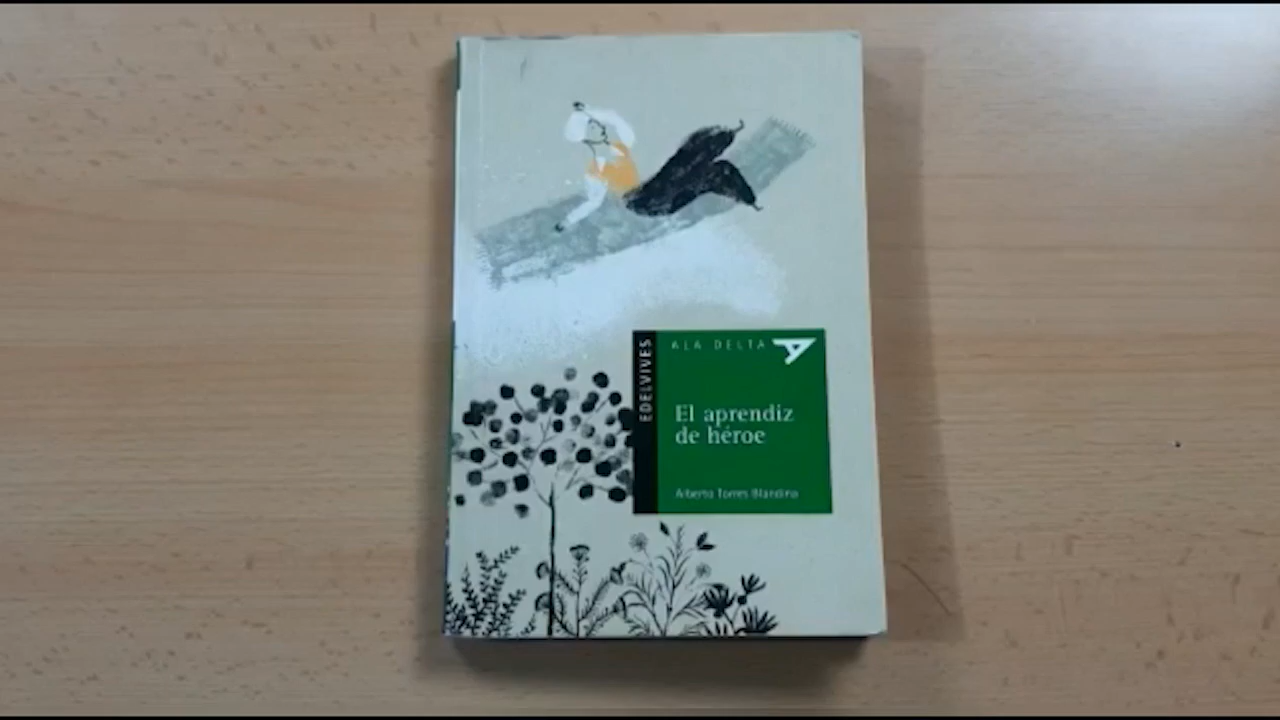 EDELVIVES
ALA DELTA
El aprendiz
de héroe
Alberto Torres Blandina